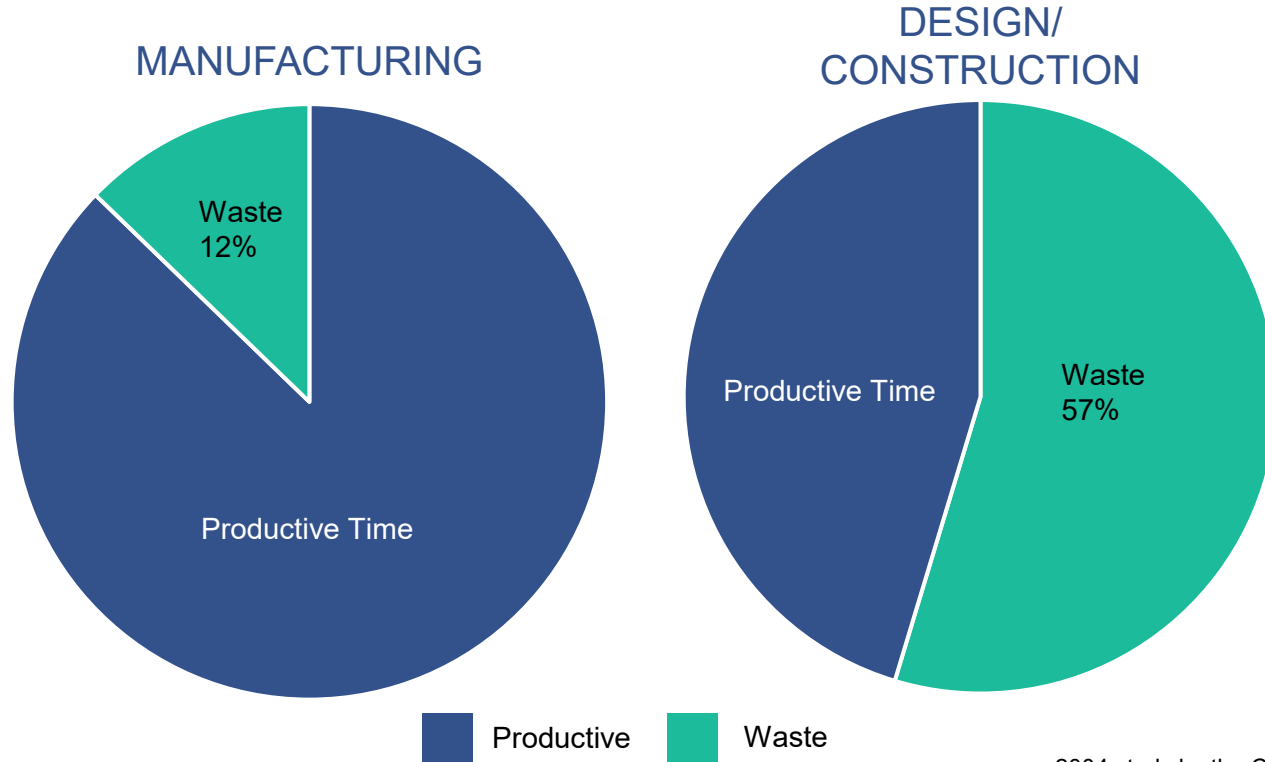 MANUFACTURING
Waste
12%
Productive Time
DESIGN/
CONSTRUCTION
Productive Time
Waste
57%
Productive
Waste